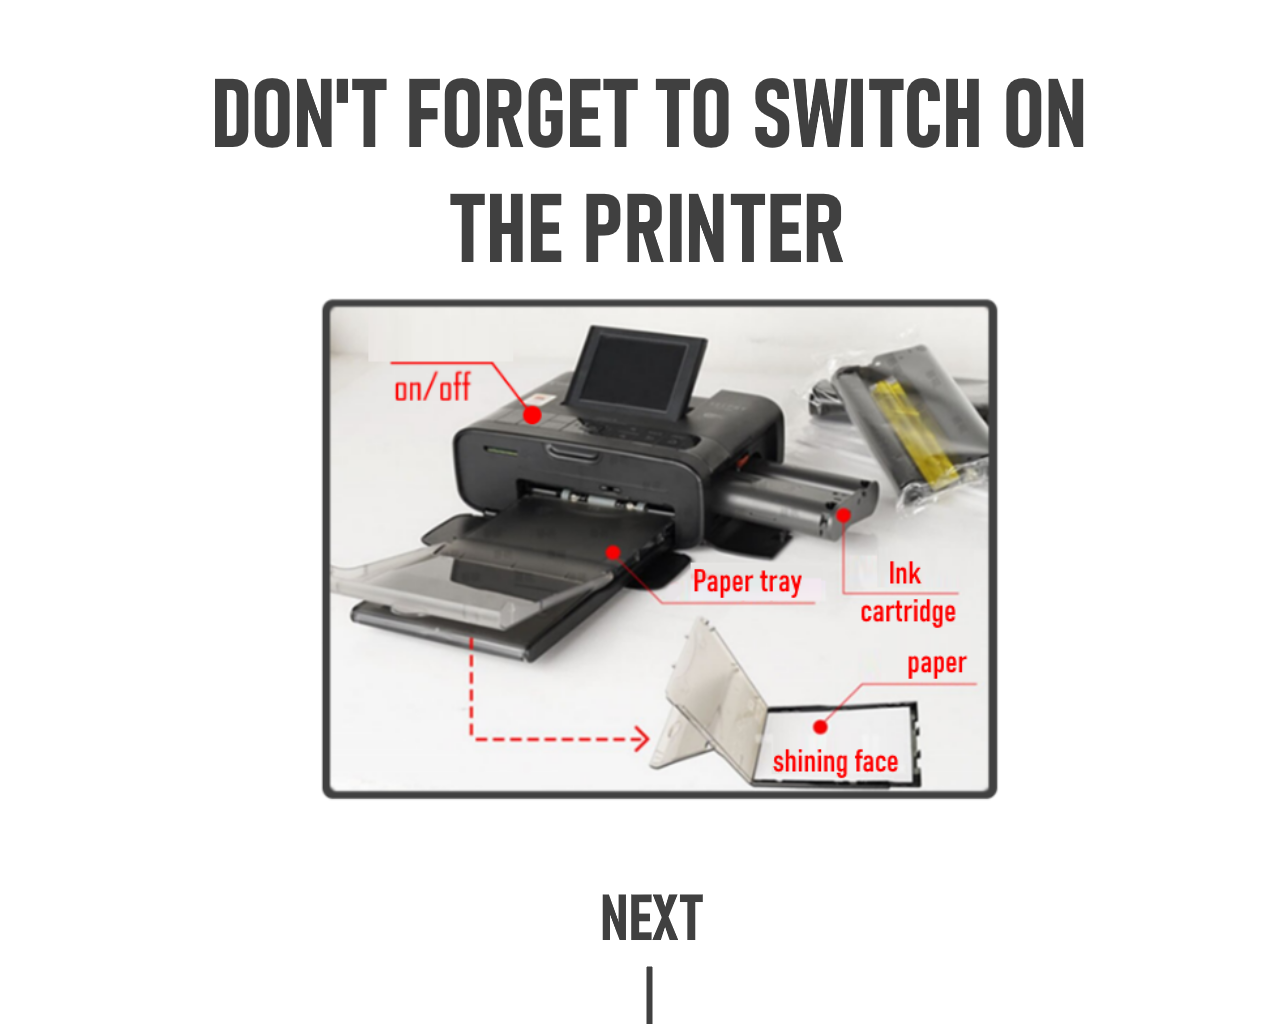 DON'T FORGET TO SWITCH ON
THE PRINTER
on/off
Paper tray
Ink
cartridge
paper
shining face
NEXT